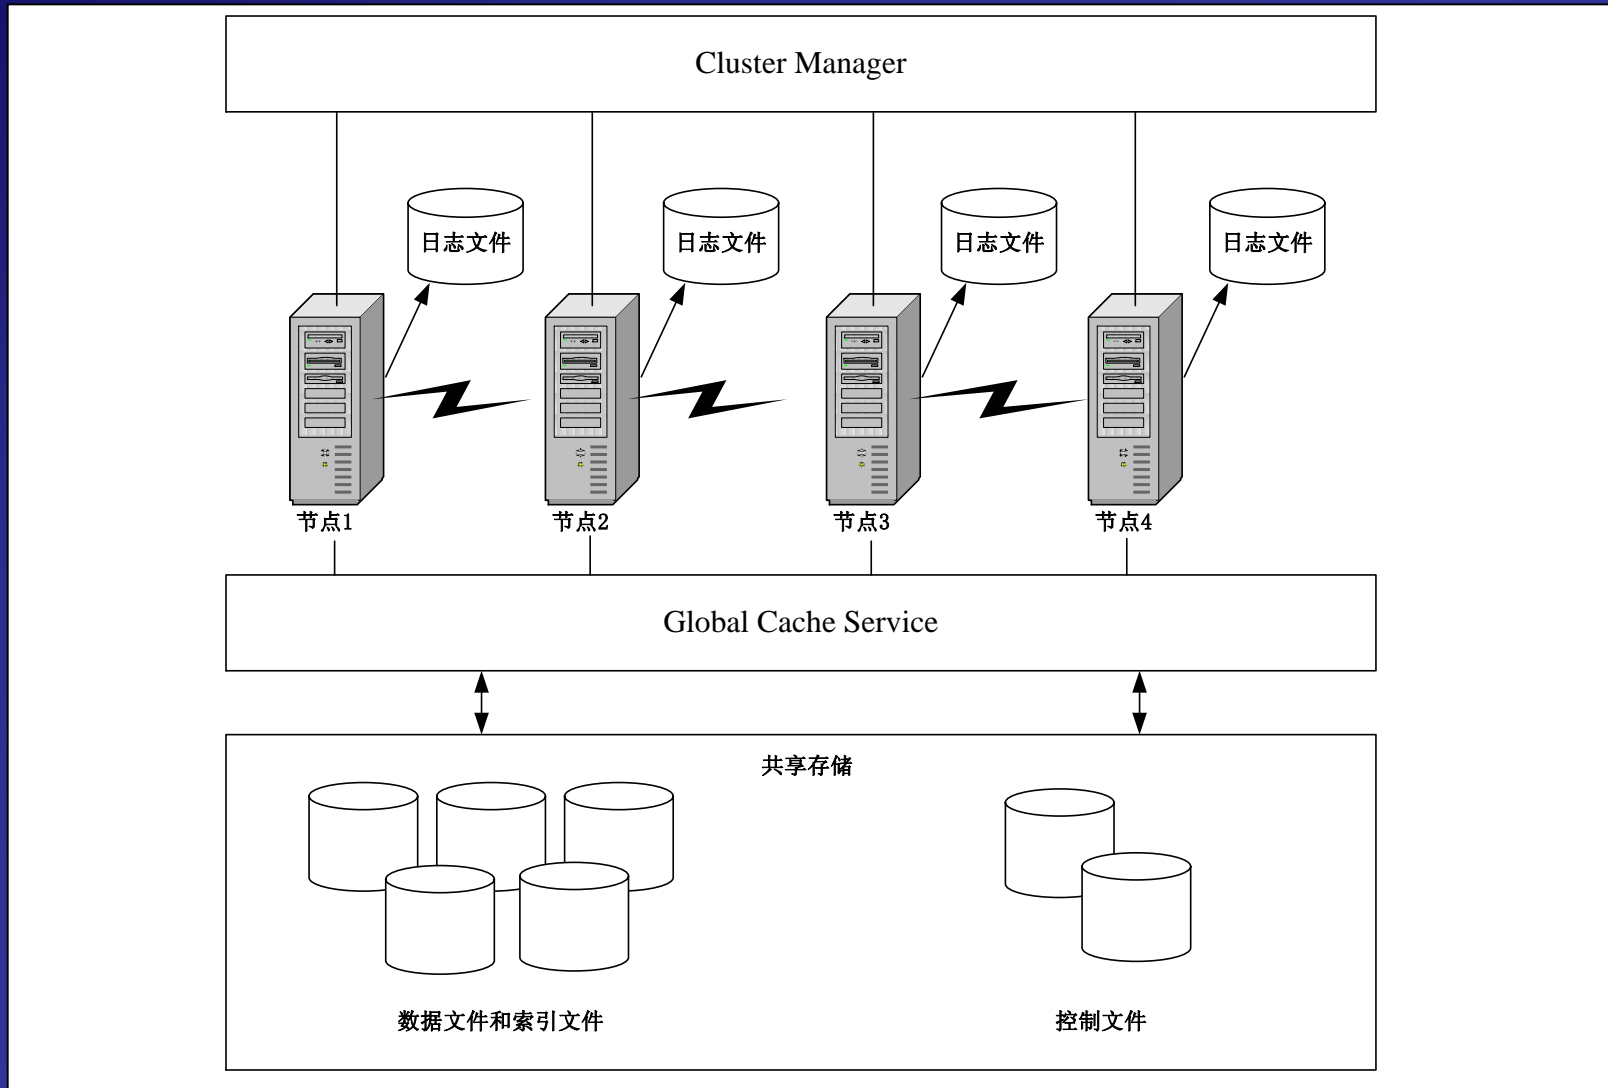 Cluster Manager
日志文件
日志文件
日志文件
日志文件
节点1
节点2
节点3
节点4
Global Cache Service
共享存储
数据文件和索引文件
控制文件